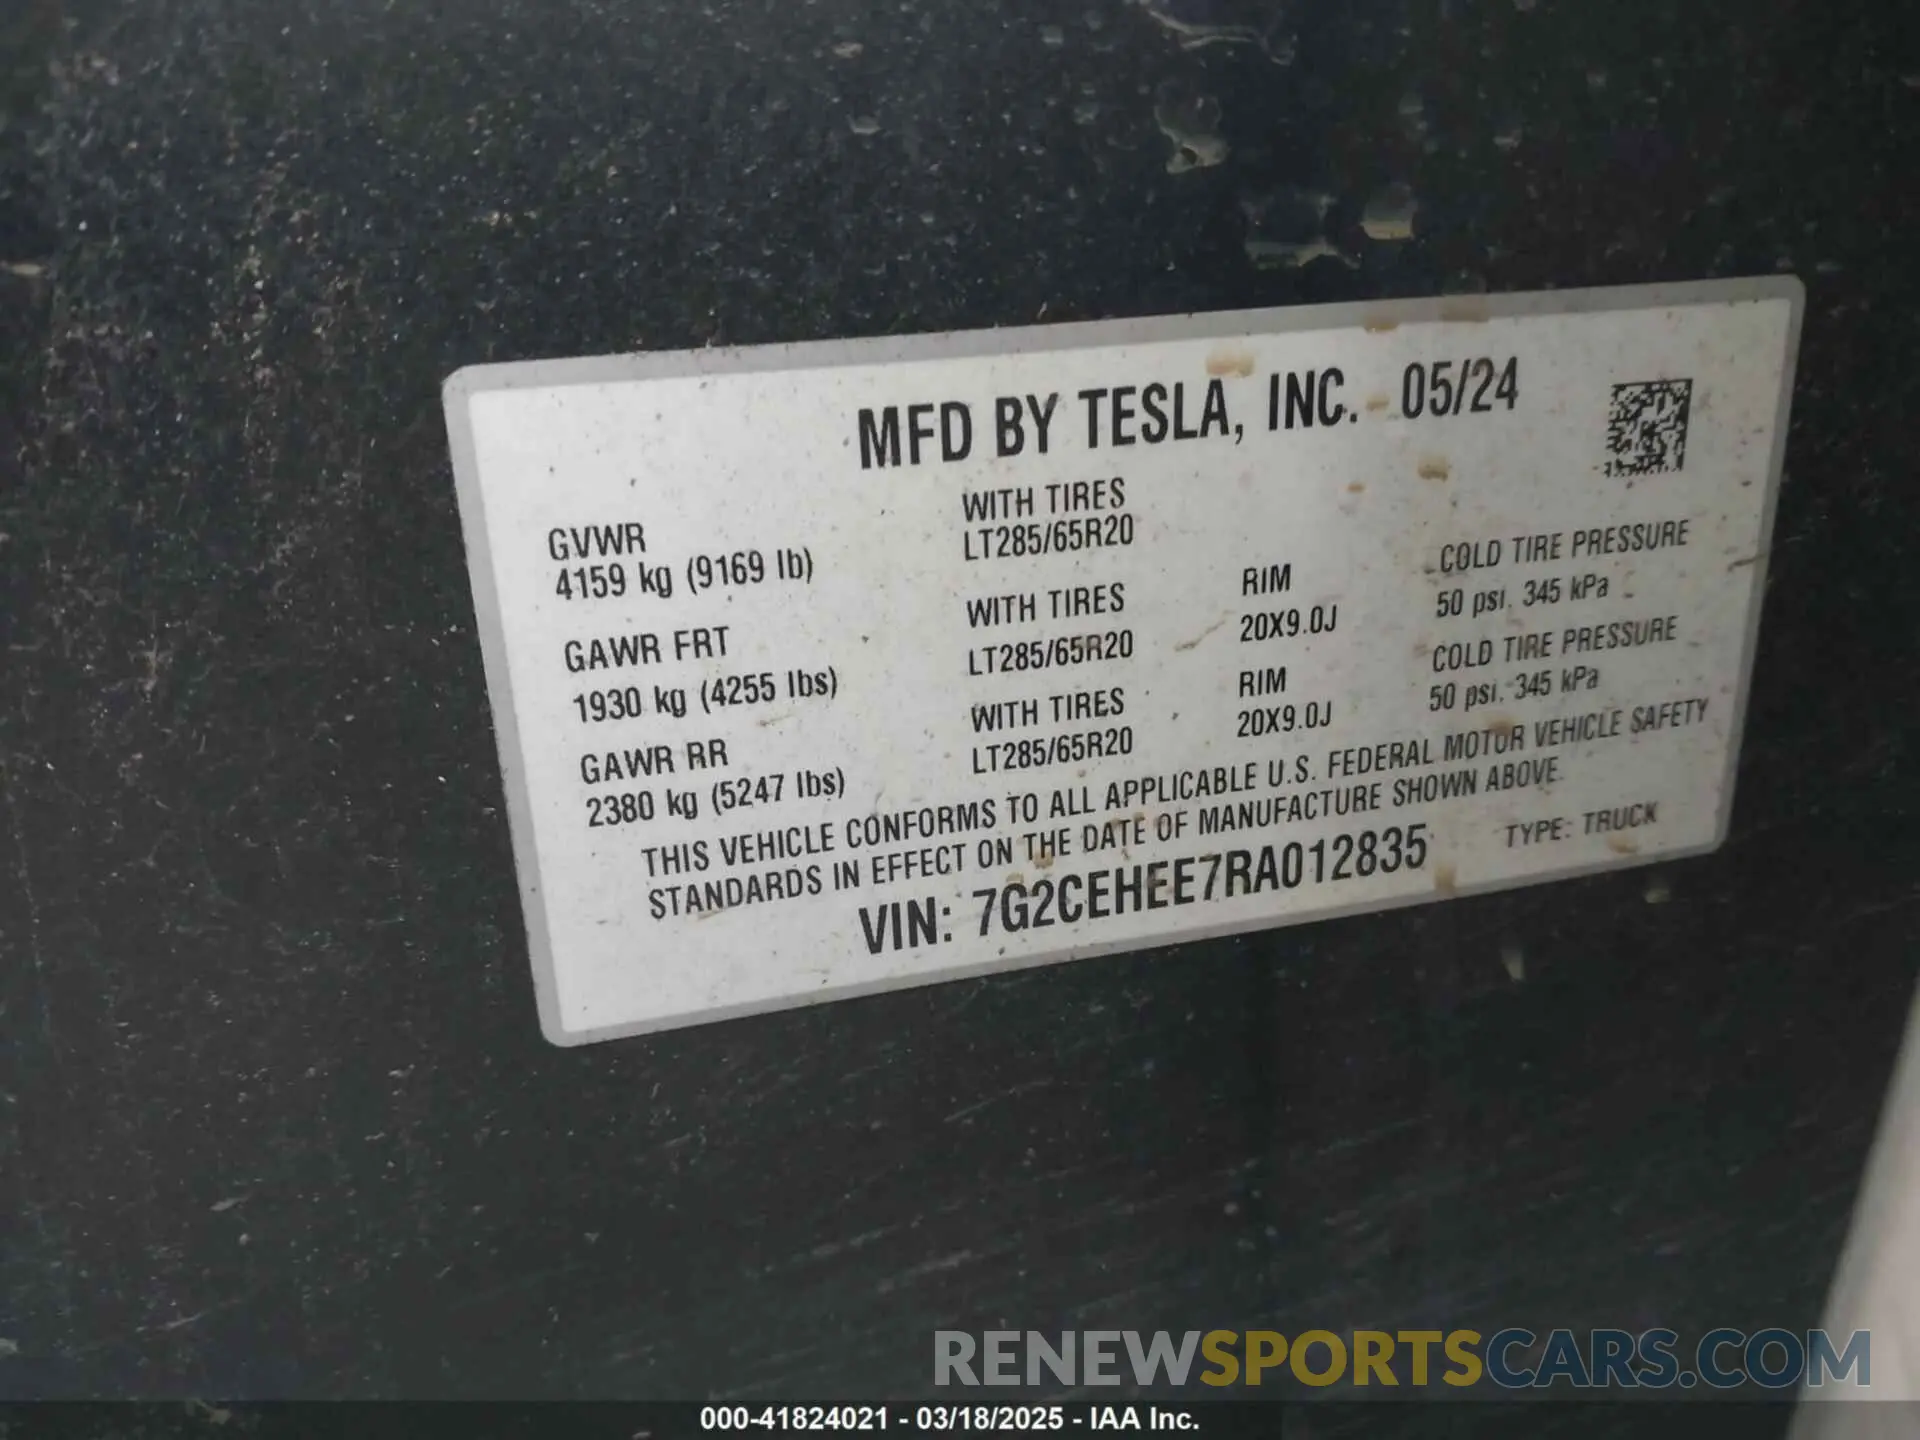 MFD BY TESLA, INC. 05/24
GVWR WITH TIRES
4159 kg (9169 lb) LT285/65R20
GAWR FRT WITH TIRES RIM COLD TIRE PRESSURE
1930 kg (4255 lbs) LT285/65R20 20X9.0J 50 psi. 345 kPa
GAWR RR WITH TIRES RIM COLD TIRE PRESSURE
2380 kg (5247 lbs) LT285/65R20 20X9.0J 50 psi. 345 kPa
THIS VEHICLE CONFORMS TO ALL APPLICABLE U.S. FEDERAL MOTOR VEHICLE SAFETY
STANDARDS IN EFFECT ON THE DATE OF MANUFACTURE SHOWN ABOVE.
VIN: 7G2CEHEE7RA012835 TYPE: TRUCK
RENEWSPORTSCARS.COM
000-41824021 - 03/18/2025 - IAA Inc.